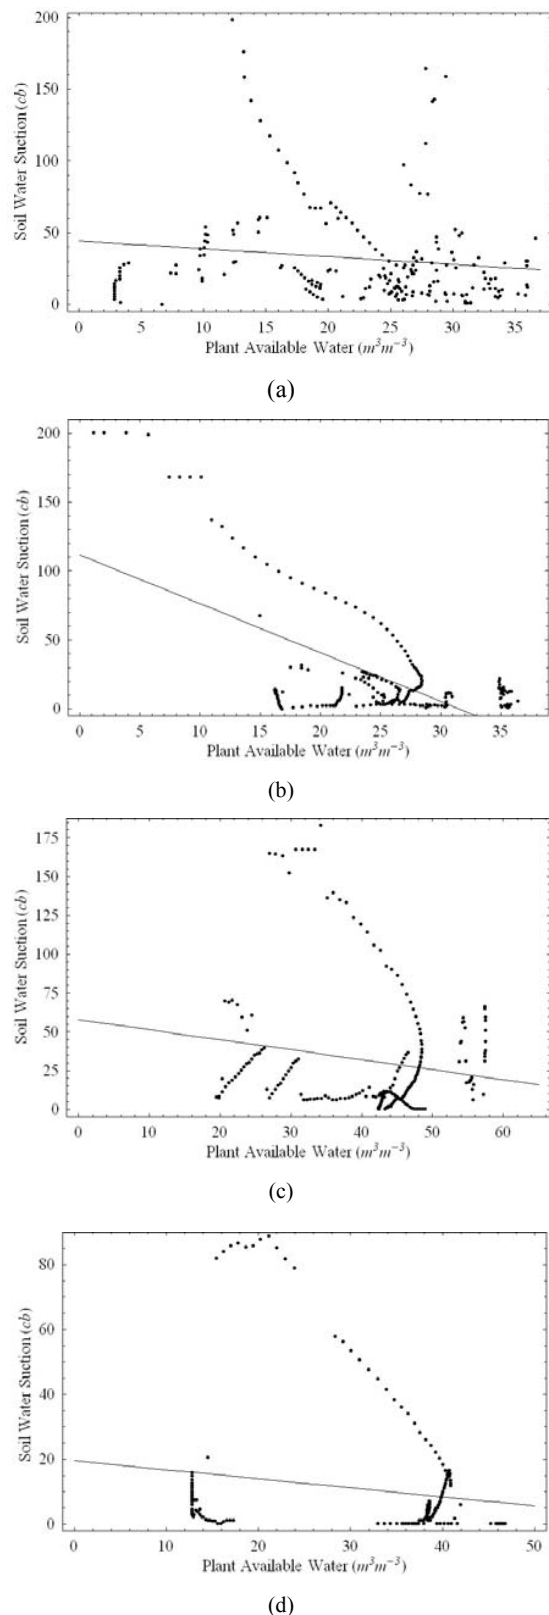 200
150
100
50
0
Soil Water Suction (cb)
0 5 10 15 20 25 30 35
Plant Available Water (m³m⁻³)
(a)
200
150
100
50
0
Soil Water Suction (cb)
0 5 10 15 20 25 30 35
Plant Available Water (m³m⁻³)
(b)
175
150
125
100
75
50
25
0
Soil Water Suction (cb)
0 10 20 30 40 50 60
Plant Available Water (m³m⁻³)
(c)
80
60
40
20
0
Soil Water Suction (cb)
0 10 20 30 40 50
Plant Available Water (m³m⁻³)
(d)